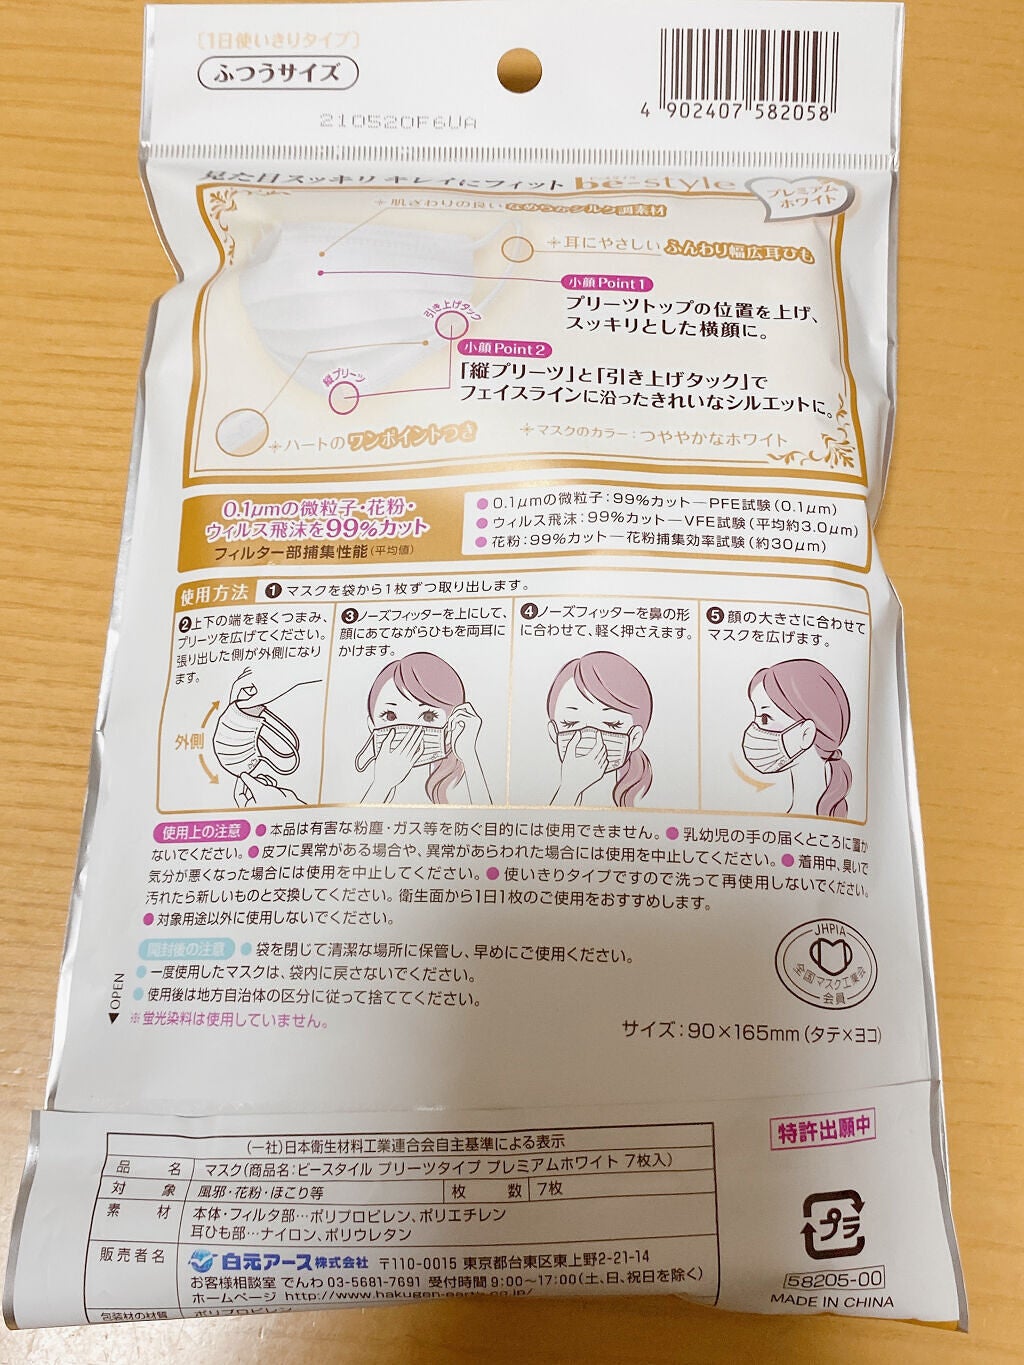 〔1日使いきりタイプ〕
ふつうサイズ
210520F6UA
4 902407 582058
見た目スッキリ キレイにフィット be-style
プレミアム
ホワイト
肌ざわりの良いなめらかシルク調素材
耳にやさしい ふんわり幅広耳ひも
小顔Point1
プリーツトップの位置を上げ、
スッキリとした横顔に。
引き上げタック
小顔Point2
「縦プリーツ」と「引き上げタック」で
フェイスラインに沿ったきれいなシルエットに。
縦プリーツ
ハートのワンポイントつき
マスクのカラー：つややかなホワイト
0.1μmの微粒子・花粉・
ウィルス飛沫を99%カット
フィルター部捕集性能(平均値)
●0.1μmの微粒子：99%カット—PFE試験(0.1μm)
●ウィルス飛沫：99%カット—VFE試験(平均約3.0μm)
●花粉：99%カット—花粉捕集効率試験(約30μm)
使用方法
❶マスクを袋から1枚ずつ取り出します。
❷上下の端を軽くつまみ、
プリーツを広げてください。
張り出した側が外側になり
ます。
外側
❸ノーズフィッターを上にして、
顔にあてながらひもを両耳に
かけます。
❹ノーズフィッターを鼻の形
に合わせて、軽く押さえます。
❺顔の大きさに合わせて
マスクを広げます。
使用上の注意 ●本品は有害な粉塵・ガス等を防ぐ目的には使用できません。●乳幼児の手の届くところに置か
ないでください。●皮フに異常がある場合や、異常があらわれた場合には使用を中止してください。●着用中、臭いで
気分が悪くなった場合には使用を中止してください。●使いきりタイプですので洗って再使用しないでください。
汚れたら新しいものと交換してください。衛生面から1日1枚のご使用をおすすめします。
●対象用途以外に使用しないでください。
開封後の注意 ●袋を閉じて清潔な場所に保管し、早めにご使用ください。
●一度使用したマスクは、袋内に戻さないでください。
●使用後は地方自治体の区分に従って捨ててください。
※蛍光染料は使用していません。
▼OPEN
JHPIA
全国マスク工業会
会員
サイズ：90×165mm(タテ×ヨコ)
特許出願中
(一社)日本衛生材料工業連合会自主基準による表示
品名 マスク(商品名：ビースタイル プリーツタイプ プレミアムホワイト 7枚入)
対象 風邪・花粉・ほこり等 枚数 7枚
素材 本体・フィルタ部…ポリプロピレン、ポリエチレン
耳ひも部…ナイロン、ポリウレタン
販売者名 白元アース株式会社 〒110-0015 東京都台東区東上野2-21-14
お客様相談室 でんわ 03-5681-7691 受付時間 9:00〜17:00(土、日、祝日を除く)
ホームページ http://www.hakugen-earth.co.jp/
包装材の材質 ポリプロピレン
プラ
58205-00
MADE IN CHINA